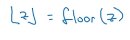 ⌊z⌋ = floor(z)